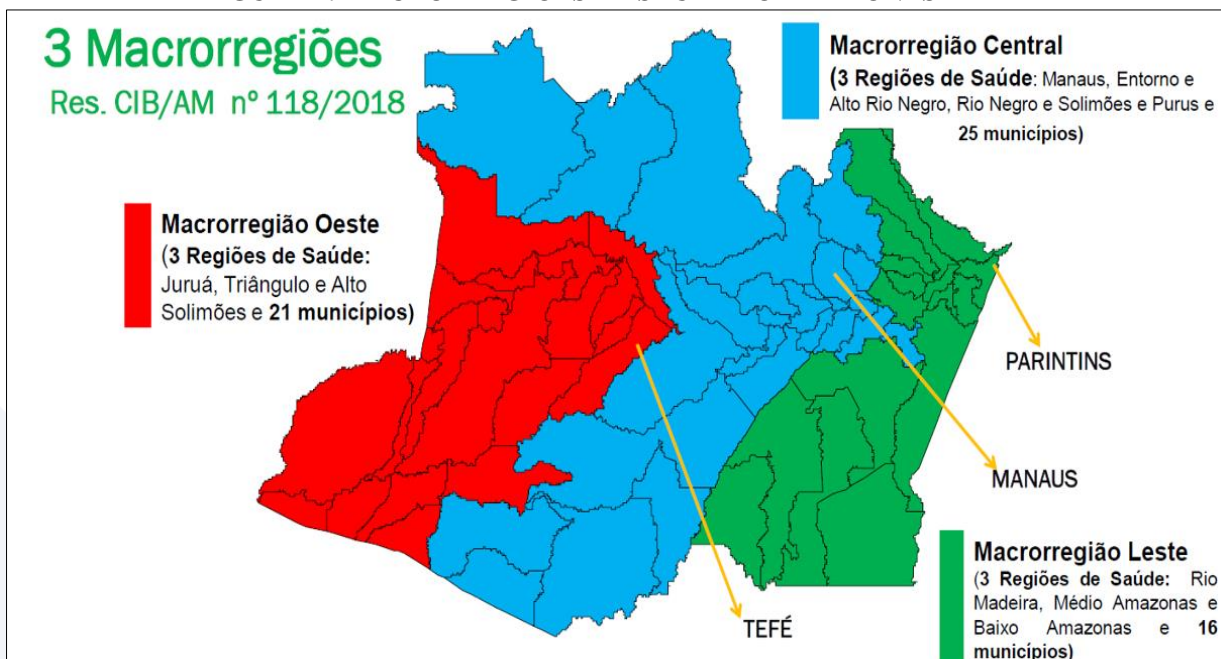 3 Macrorregiões
Res. CIB/AM nº 118/2018
Macrorregião Central
(3 Regiões de Saúde: Manaus, Entorno e
Alto Rio Negro, Rio Negro e Solimões e Purus e
25 municípios)
Macrorregião Oeste
(3 Regiões de Saúde:
Juruá, Triângulo e Alto
Solimões e 21 municípios)
PARINTINS
MANAUS
TEFÉ
Macrorregião Leste
(3 Regiões de Saúde: Rio
Madeira, Médio Amazonas e
Baixo Amazonas e 16
municípios)